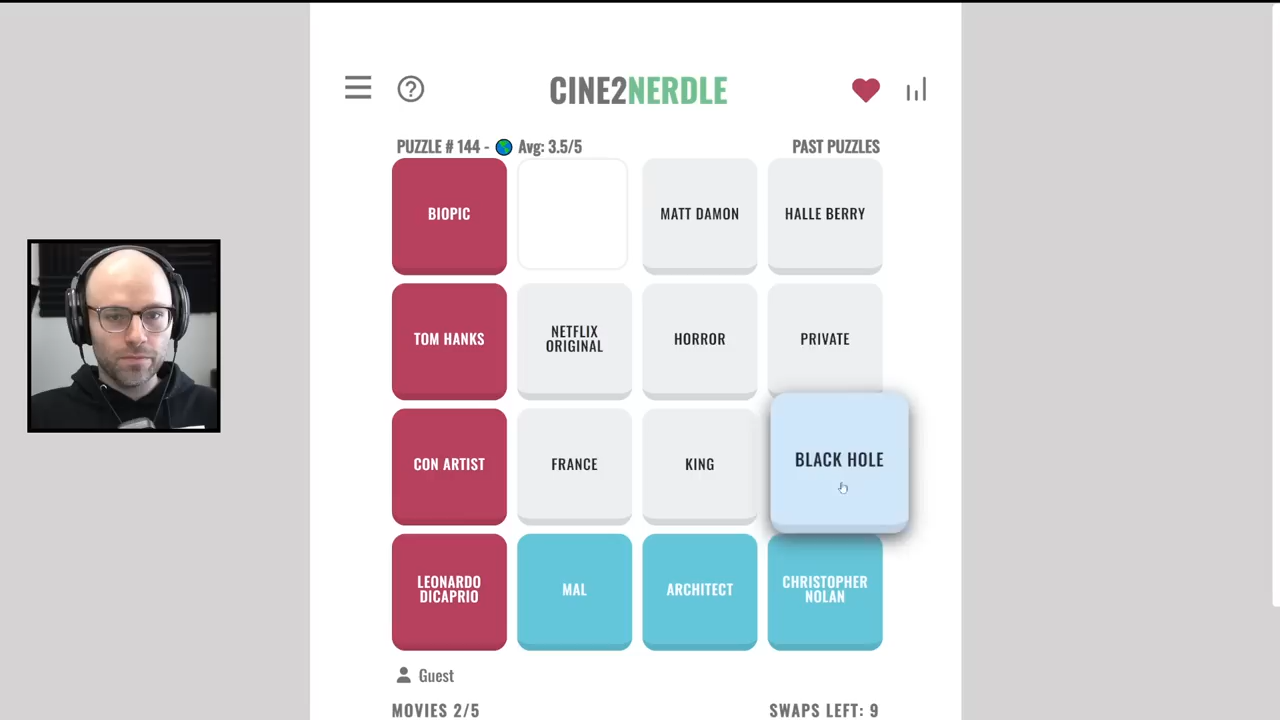 CINE2NERDLE
PUZZLE # 144 - Avg: 3.5/5
PAST PUZZLES
BIOPIC
MATT DAMON
HALLE BERRY
TOM HANKS
NETFLIX
ORIGINAL
HORROR
PRIVATE
CON ARTIST
FRANCE
KING
BLACK HOLE
LEONARDO
DICAPRIO
MAL
ARCHITECT
CHRISTOPHER
NOLAN
Guest
MOVIES 2/5
SWAPS LEFT: 9